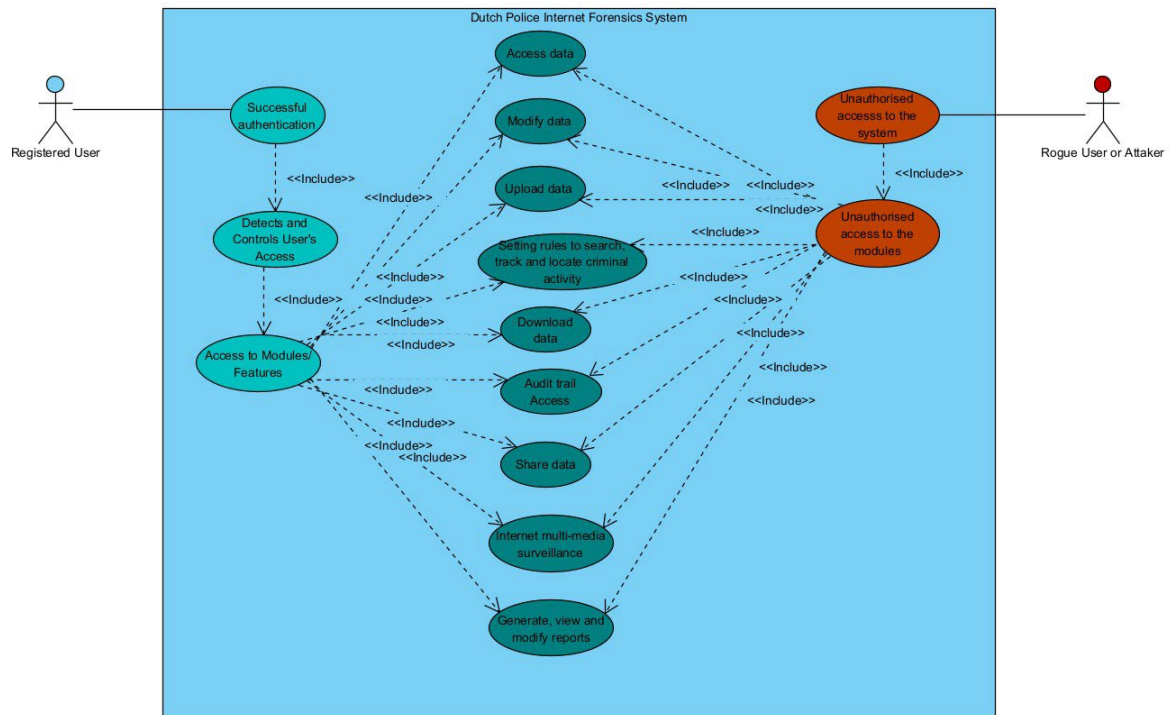 Dutch Police Internet Forensics System
Access data
Successful
authentication
Unauthorised
accesss to the
system
Modify data
Registered User
Rogue User or Attaker
<<Include>>
<<Include>>
Upload data
<<Include>>
<<Include>>
<<Include>>
<<Include>>
Detects and
Controls User's
Access
Unauthorised
access to the
modules
<<Include>>
Setting rules to search,
track and locate criminal
activity
<<Include>>
<<Include>>
<<Include>>
<<Include>>
<<Include>>
<<Include>>
Download
data
<<Include>>
<<Include>>
<<Include>>
Access to Modules/
Features
<<Include>>
Audit trail
Access
<<Include>>
<<Include>>
<<Include>>
<<Include>>
<<Include>>
Share data
Internet multi-media
surveillance
Generate, view and
modify reports